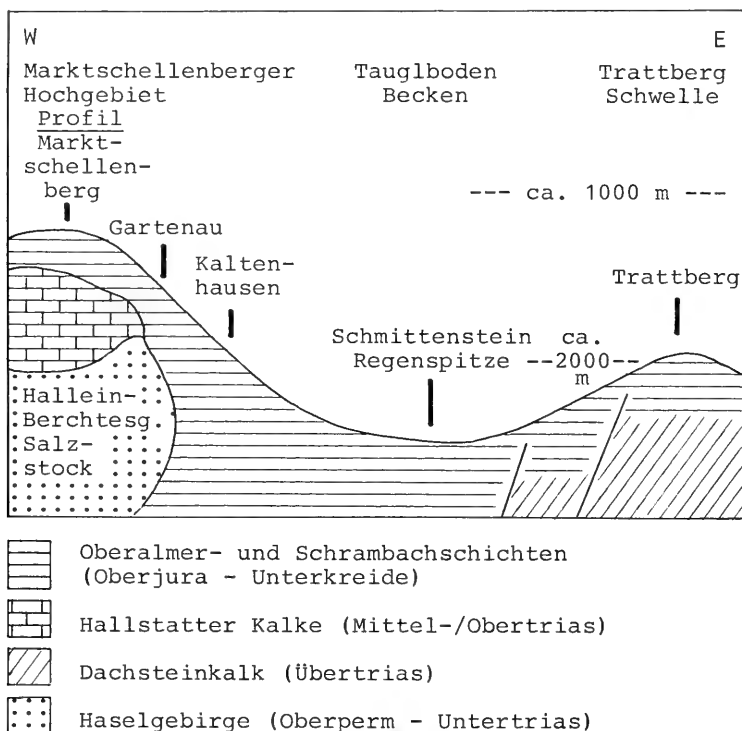 W
E
Marktschellenberger
Hochgebiet
Profil
Markt-
schellen-
berg
Tauglboden
Becken
Trattberg
Schwelle
--- ca. 1000 m ---
Gartenau
Kalten-
hausen
Trattberg
Schmittenstein
Regenspitze
ca.
--2000--
m
Hallein-
Berchtesg.
Salz-
stock
Oberalmer- und Schrambachschichten
(Oberjura - Unterkreide)
Hallstatter Kalke (Mittel-/Obertrias)
Dachsteinkalk (Übertrias)
Haselgebirge (Oberperm - Untertrias)